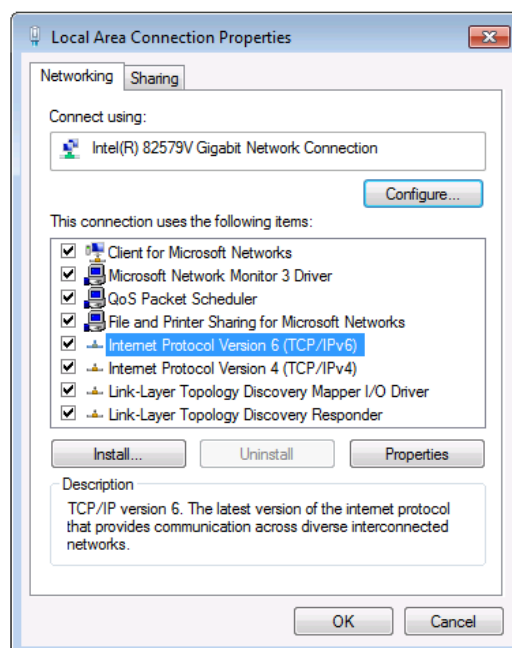 Local Area Connection Properties
Networking
Sharing
Connect using:
Intel(R) 82579V Gigabit Network Connection
Configure...
This connection uses the following items:
Client for Microsoft Networks
Microsoft Network Monitor 3 Driver
QoS Packet Scheduler
File and Printer Sharing for Microsoft Networks
Internet Protocol Version 6 (TCP/IPv6)
Internet Protocol Version 4 (TCP/IPv4)
Link-Layer Topology Discovery Mapper I/O Driver
Link-Layer Topology Discovery Responder
Install...
Uninstall
Properties
Description
TCP/IP version 6. The latest version of the internet protocol
that provides communication across diverse interconnected
networks.
OK
Cancel